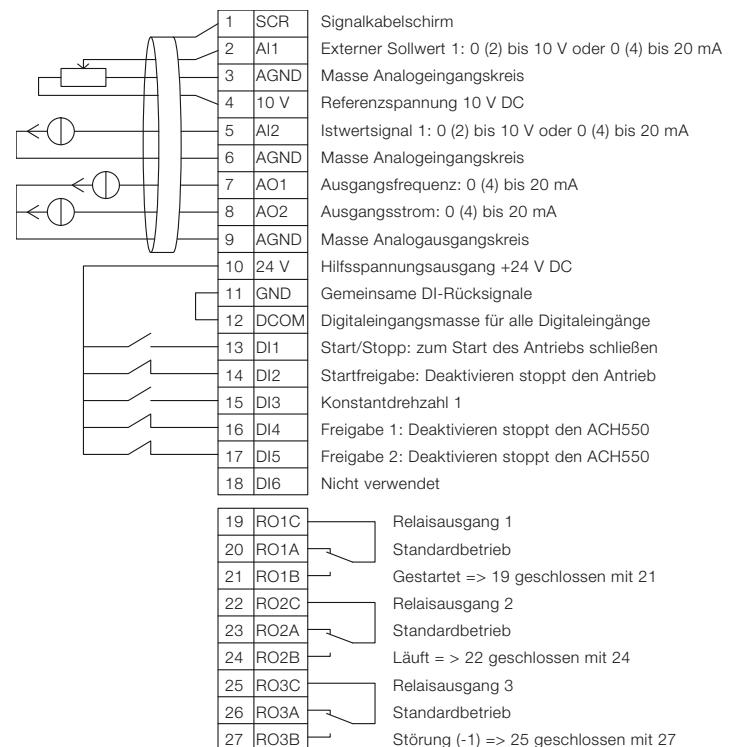 1 SCR Signalkabelschirm
2 AI1 Externer Sollwert 1: 0 (2) bis 10 V oder 0 (4) bis 20 mA
3 AGND Masse Analogeingangskreis
4 10 V Referenzspannung 10 V DC
5 AI2 Istwertsignal 1: 0 (2) bis 10 V oder 0 (4) bis 20 mA
6 AGND Masse Analogeingangskreis
7 AO1 Ausgangsfrequenz: 0 (4) bis 20 mA
8 AO2 Ausgangsstrom: 0 (4) bis 20 mA
9 AGND Masse Analogausgangskreis
10 24 V Hilfsspannungsausgang +24 V DC
11 GND Gemeinsame DI-Rücksignale
12 DCOM Digitaleingangsmasse für alle Digitaleingänge
13 DI1 Start/Stopp: zum Start des Antriebs schließen
14 DI2 Startfreigabe: Deaktivieren stoppt den Antrieb
15 DI3 Konstantdrehzahl 1
16 DI4 Freigabe 1: Deaktivieren stoppt den ACH550
17 DI5 Freigabe 2: Deaktivieren stoppt den ACH550
18 DI6 Nicht verwendet
19 RO1C Relaisausgang 1
20 RO1A Standardbetrieb
21 RO1B Gestartet => 19 geschlossen mit 21
22 RO2C Relaisausgang 2
23 RO2A Standardbetrieb
24 RO2B Läuft = > 22 geschlossen mit 24
25 RO3C Relaisausgang 3
26 RO3A Standardbetrieb
27 RO3B Störung (-1) => 25 geschlossen mit 27